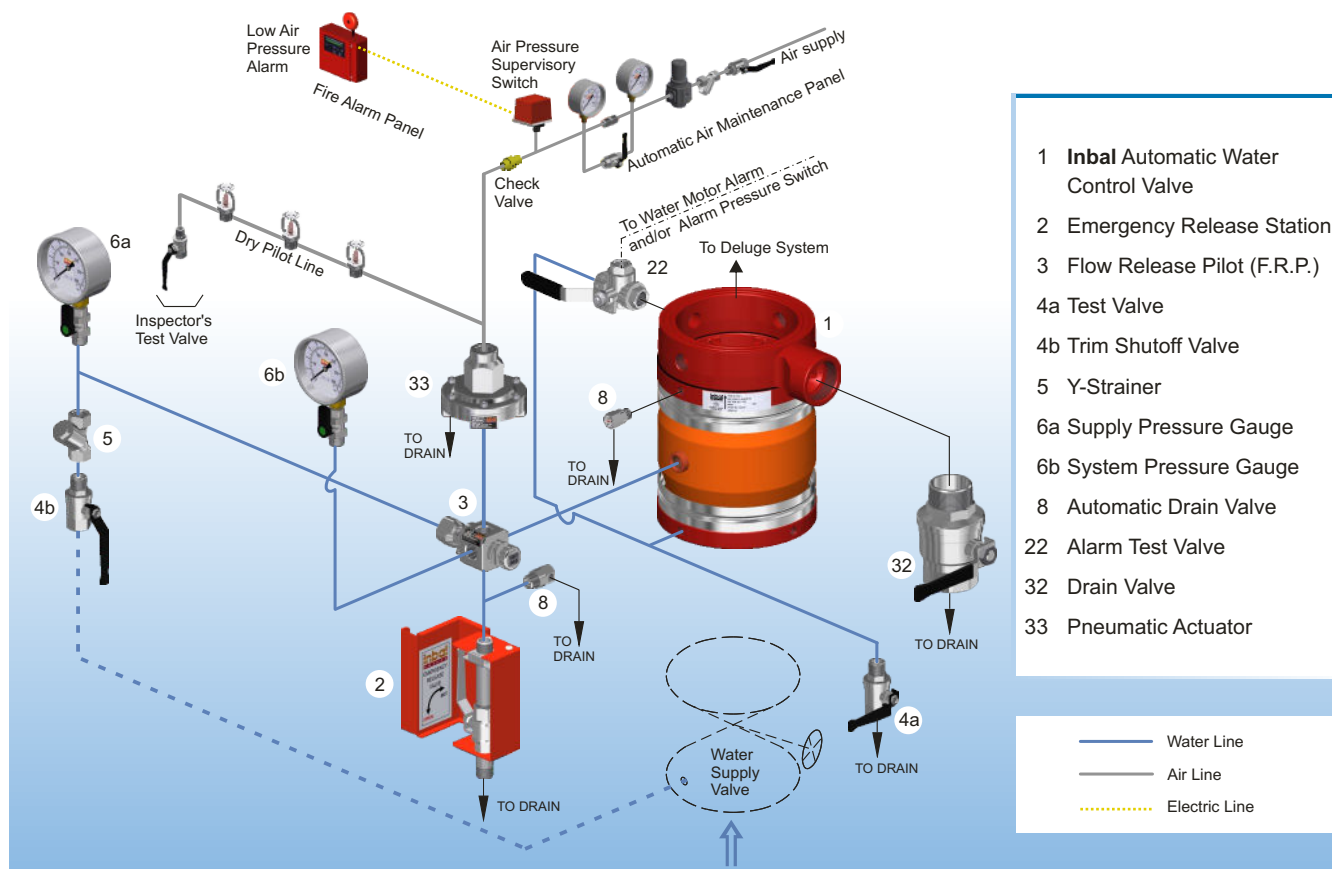 Low Air
Pressure
Alarm
Fire Alarm Panel
Air Pressure
Supervisory
Switch
Air supply
Automatic Air Maintenance Panel
Check
Valve
To Water Motor Alarm
and/or Alarm Pressure Switch
6a
Dry Pilot Line
Inspector's
Test Valve
22
To Deluge System
1
6b
33
8
TO
DRAIN
TO
DRAIN
5
4b
3
32
8
TO
DRAIN
TO DRAIN
inbal
EMERGENCY
RELEASE
VALVE
2
4a
Water
Supply
Valve
TO DRAIN
TO DRAIN
1 Inbal Automatic Water
Control Valve
2 Emergency Release Station
3 Flow Release Pilot (F.R.P.)
4a Test Valve
4b Trim Shutoff Valve
5 Y-Strainer
6a Supply Pressure Gauge
6b System Pressure Gauge
8 Automatic Drain Valve
22 Alarm Test Valve
32 Drain Valve
33 Pneumatic Actuator
Water Line
Air Line
Electric Line